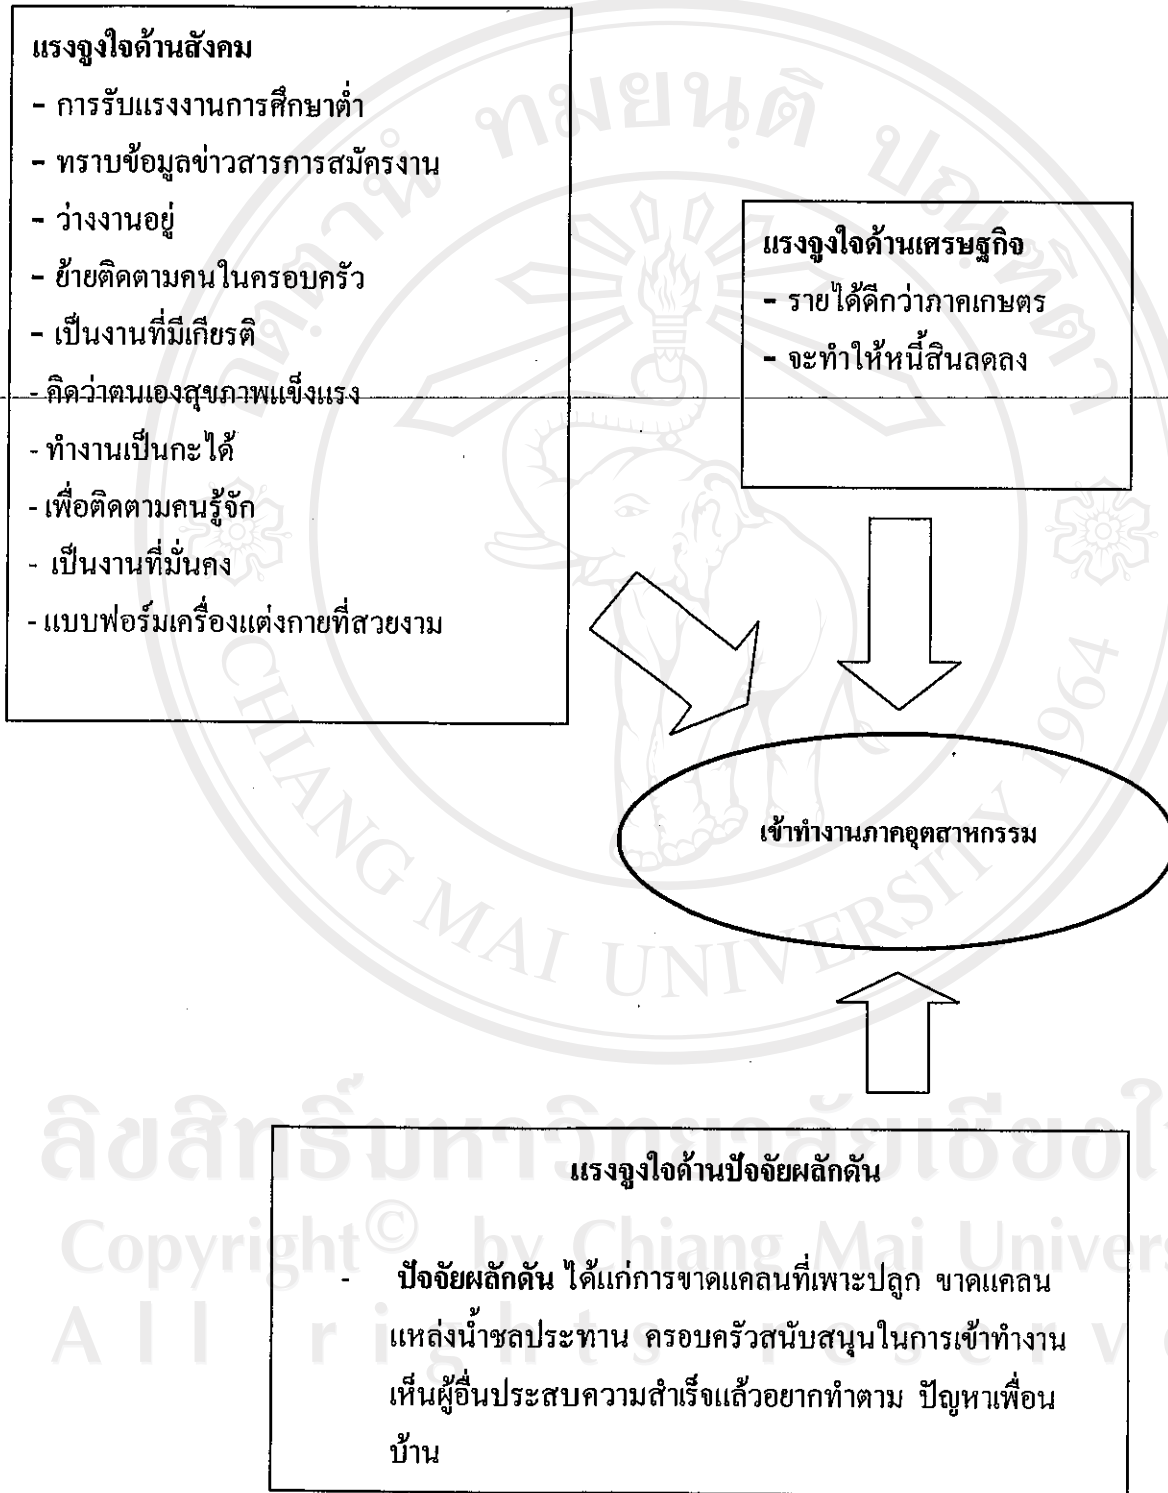 แรงจูงใจด้านสังคม
- การรับแรงงานการศึกษาต่ำ
- ทราบข้อมูลข่าวสารการสมัครงาน
- ว่างงานอยู่
- ย้ายติดตามคนในครอบครัว
- เป็นงานที่มีเกียรติ
- คิดว่าตนเองสุขภาพแข็งแรง
- ทำงานเป็นกะได้
- เพื่อติดตามคนรู้จัก
- เป็นงานที่มั่นคง
- แบบฟอร์มเครื่องแต่งกายที่สวยงาม
แรงจูงใจด้านเศรษฐกิจ
- รายได้ดีกว่าภาคเกษตร
- จะทำให้หนี้สินลดลง
เข้าทำงานภาคอุตสาหกรรม
แรงจูงใจด้านปัจจัยผลักดัน
- ปัจจัยผลักดัน ได้แก่การขาดแคลนที่เพาะปลูก ขาดแคลน
แหล่งน้ำชลประทาน ครอบครัวสนับสนุนในการเข้าทำงาน
เห็นผู้อื่นประสบความสำเร็จแล้วอยากทำตาม ปัญหาเพื่อน
บ้าน
อตฺตานํ ทมยนฺติ ปณฺฑิตา
CHIANG MAI UNIVERSITY 1964
ลิขสิทธิ์มหาวิทยาลัยเชียงใ
Copyright© by Chiang Mai Univers
All rights reserve